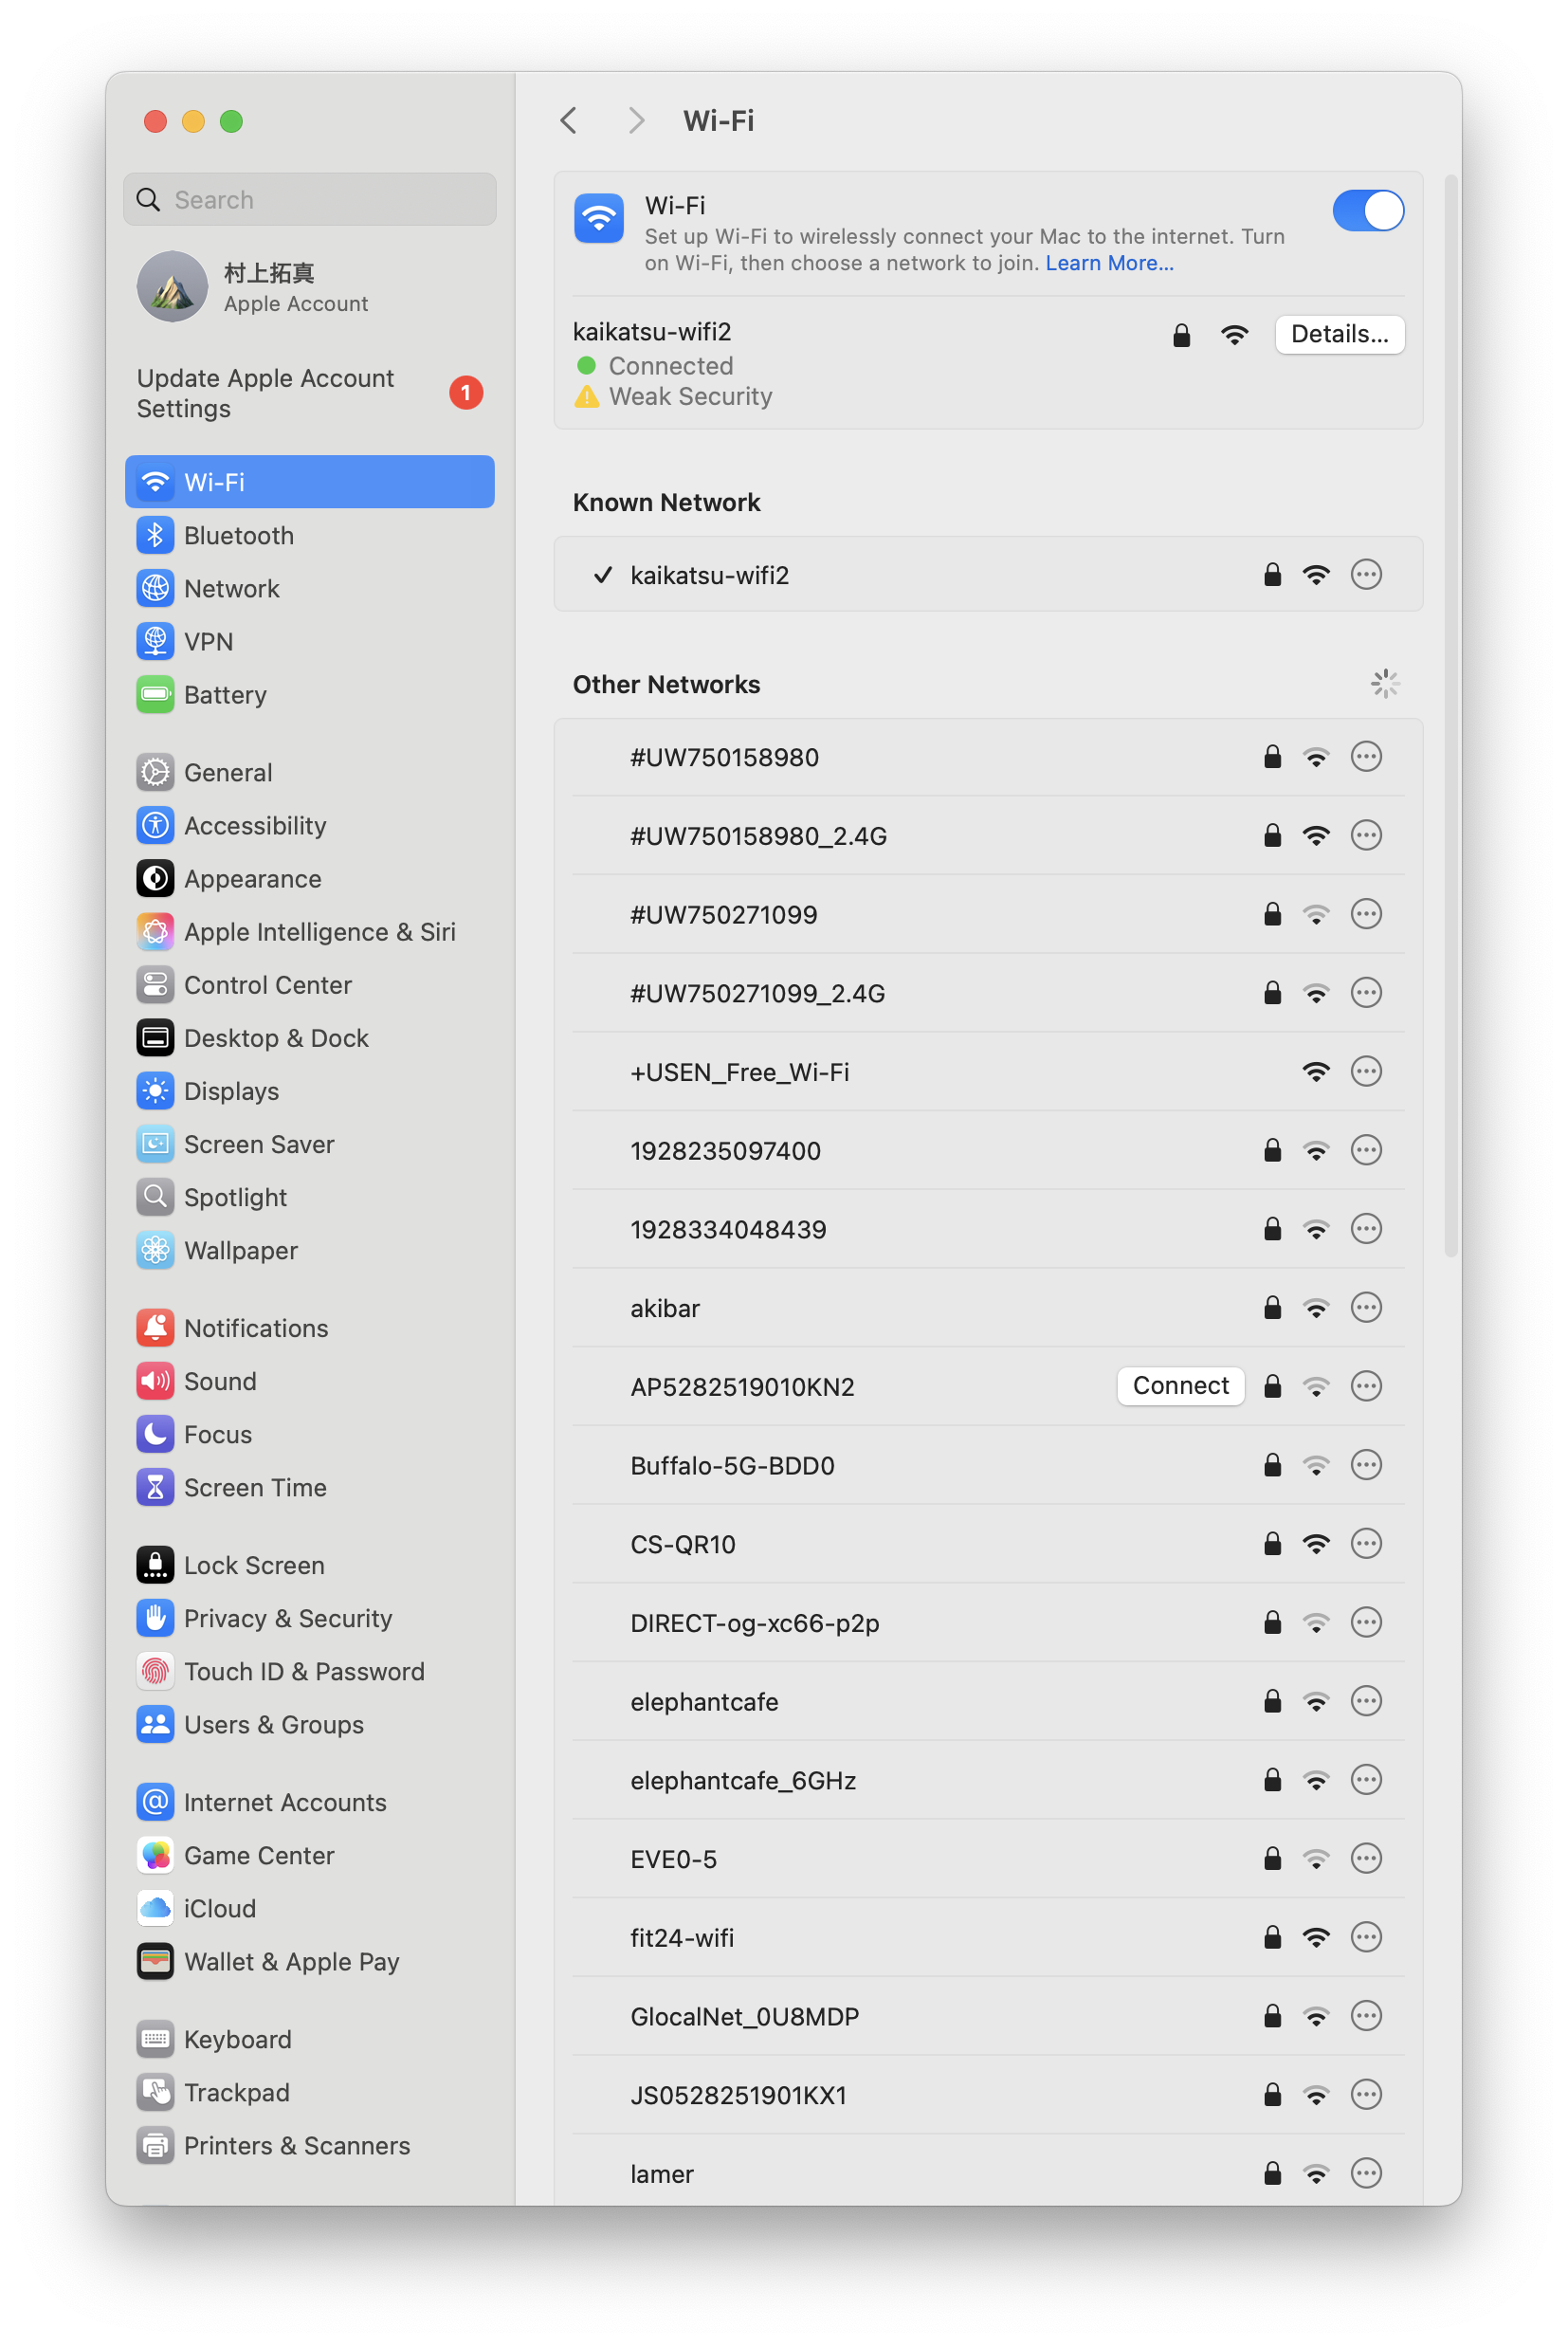 Search
村上拓真
Apple Account
Update Apple Account
Settings
1
Wi-Fi
Bluetooth
Network
VPN
Battery
General
Accessibility
Appearance
Apple Intelligence & Siri
Control Center
Desktop & Dock
Displays
Screen Saver
Spotlight
Wallpaper
Notifications
Sound
Focus
Screen Time
Lock Screen
Privacy & Security
Touch ID & Password
Users & Groups
Internet Accounts
Game Center
iCloud
Wallet & Apple Pay
Keyboard
Trackpad
Printers & Scanners
Wi-Fi
Wi-Fi
Set up Wi-Fi to wirelessly connect your Mac to the internet. Turn
on Wi-Fi, then choose a network to join. Learn More...
kaikatsu-wifi2
Details...
Connected
Weak Security
Known Network
kaikatsu-wifi2
Other Networks
#UW750158980
#UW750158980_2.4G
#UW750271099
#UW750271099_2.4G
+USEN_Free_Wi-Fi
1928235097400
1928334048439
akibar
AP5282519010KN2
Connect
Buffalo-5G-BDD0
CS-QR10
DIRECT-og-xc66-p2p
elephantcafe
elephantcafe_6GHz
EVE0-5
fit24-wifi
GlocalNet_0U8MDP
JS0528251901KX1
lamer